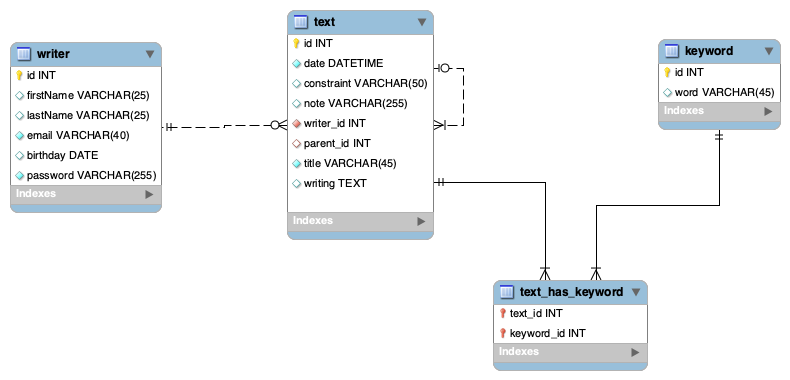 writer
id INT
firstName VARCHAR(25)
lastName VARCHAR(25)
email VARCHAR(40)
birthday DATE
password VARCHAR(255)
Indexes
text
id INT
date DATETIME
constraint VARCHAR(50)
note VARCHAR(255)
writer_id INT
parent_id INT
title VARCHAR(45)
writing TEXT
Indexes
keyword
id INT
word VARCHAR(45)
Indexes
text_has_keyword
text_id INT
keyword_id INT
Indexes